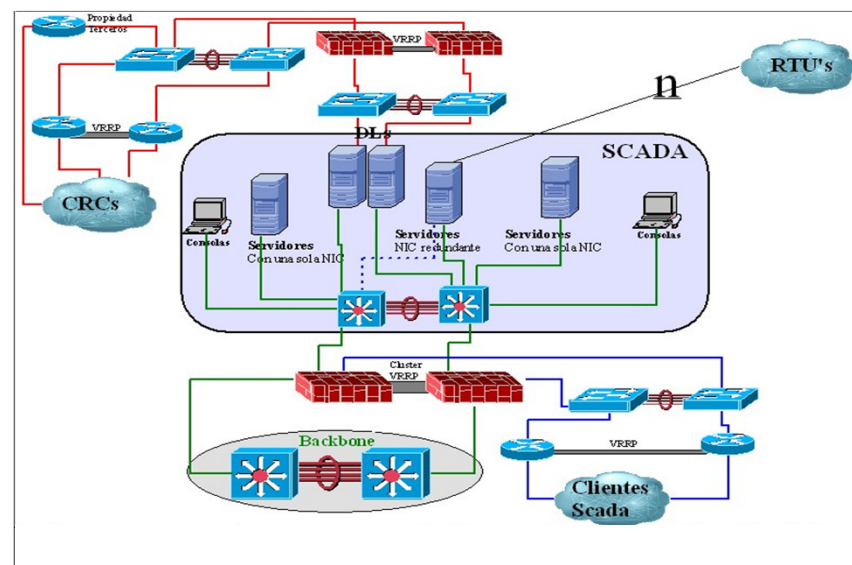 Propiedad
Terceros
VRRP
RTU's
n
VRRP
DLs
SCADA
CRCs
Consolas
Servidores
Con una sola NIC
Servidores
NIC redundante
Servidores
Con una sola NIC
Consolas
Cluster
VRRP
Backbone
VRRP
Clientes
Scada